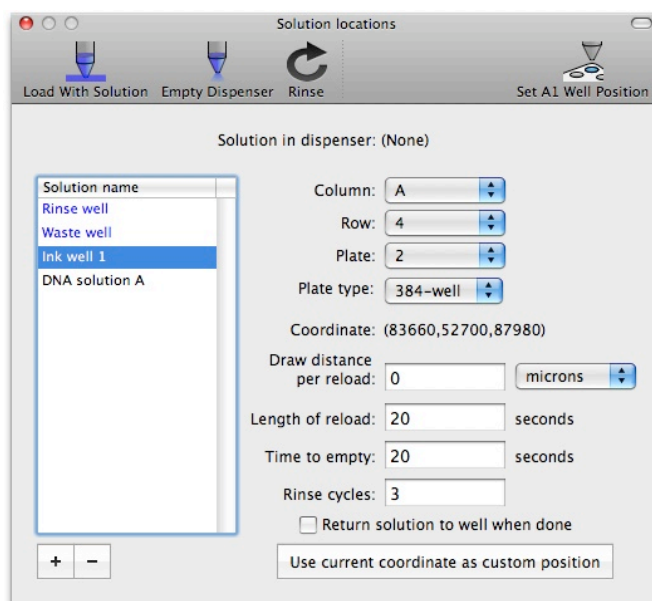 Solution locations
Load With Solution
Empty Dispenser
Rinse
Set A1 Well Position
Solution in dispenser: (None)
Solution name
Rinse well
Waste well
Ink well 1
DNA solution A
Column: A
Row: 4
Plate: 2
Plate type: 384-well
Coordinate: (83660,52700,87980)
Draw distance
per reload: 0 microns
Length of reload: 20 seconds
Time to empty: 20 seconds
Rinse cycles: 3
Return solution to well when done
+ −
Use current coordinate as custom position